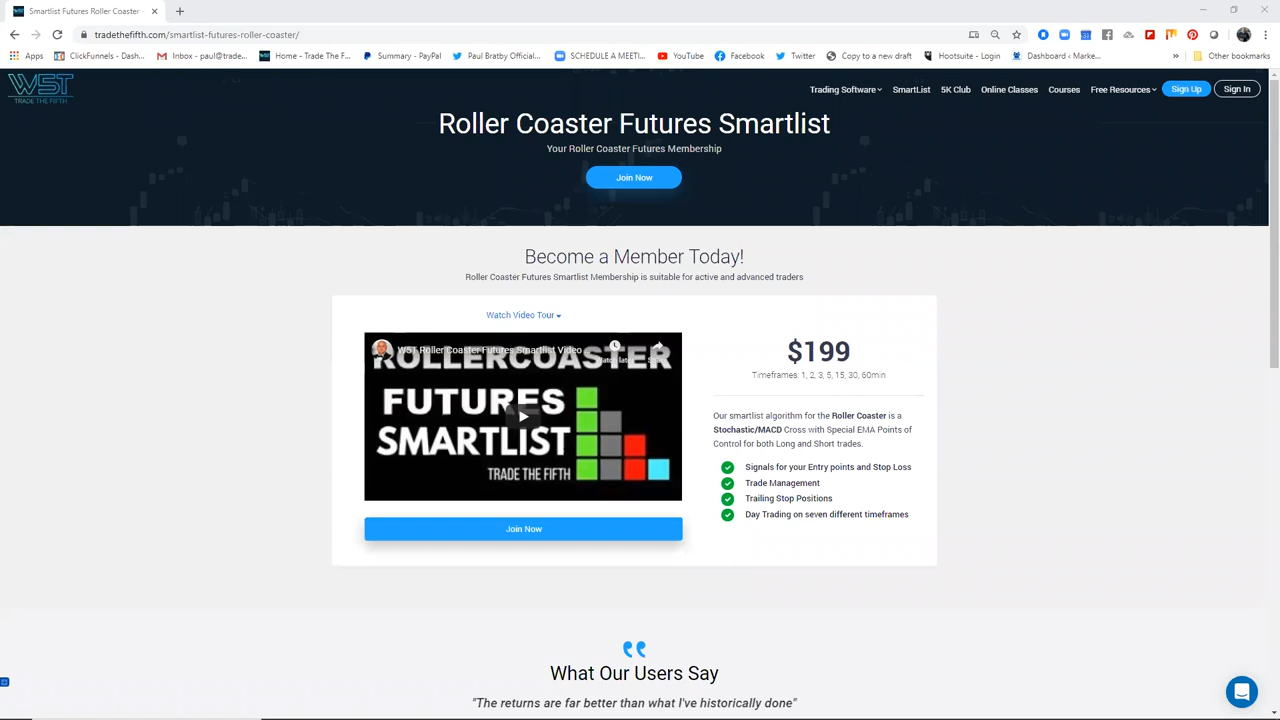 Smartlist Futures Roller Coaster -
tradethefifth.com/smartlist-futures-roller-coaster/
Apps
ClickFunnels - Dash...
Inbox - paul@trade...
Home - Trade The F...
Summary - PayPal
Paul Bratby Official...
SCHEDULE A MEETI...
YouTube
Facebook
Twitter
Copy to a new draft
Hootsuite - Login
Dashboard ‹ Marke...
»
Other bookmarks
W5T
TRADE THE FIFTH
Trading Software
SmartList
5K Club
Online Classes
Courses
Free Resources
Sign Up
Sign In
Roller Coaster Futures Smartlist
Your Roller Coaster Futures Membership
Join Now
Become a Member Today!
Roller Coaster Futures Smartlist Membership is suitable for active and advanced traders
Watch Video Tour
W5T Roller Coaster Futures Smartlist Video
Watch later
ROLLERCOASTER
FUTURES
SMARTLIST
TRADE THE FIFTH
Join Now
$199
Timeframes: 1, 2, 3, 5, 15, 30, 60min
Our smartlist algorithm for the Roller Coaster is a
Stochastic/MACD Cross with Special EMA Points of
Control for both Long and Short trades.
Signals for your Entry points and Stop Loss
Trade Management
Trailing Stop Positions
Day Trading on seven different timeframes
What Our Users Say
"The returns are far better than what I've historically done"